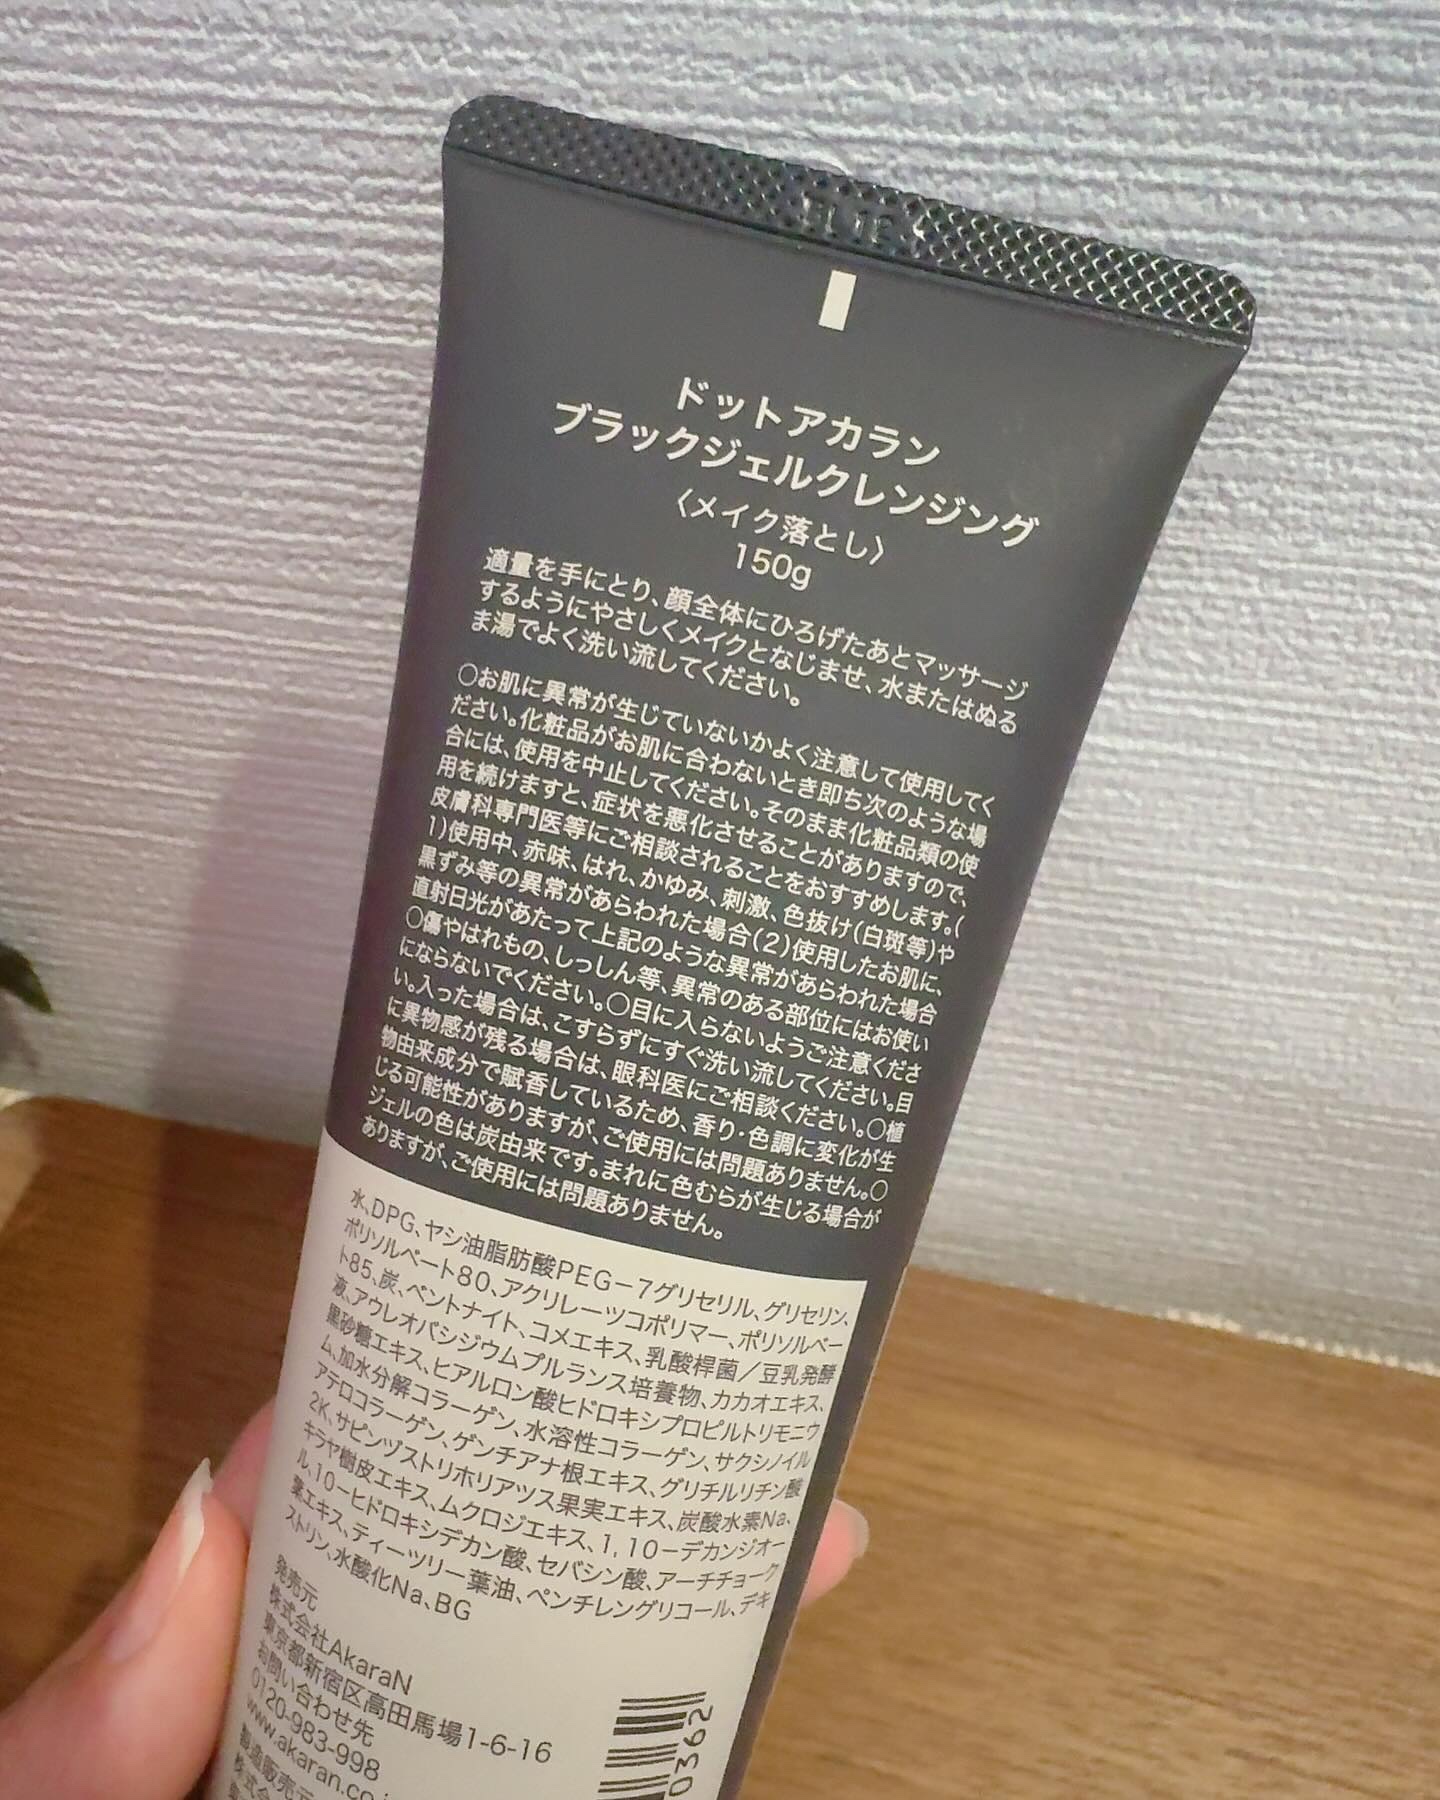 ドットアカラン
ブラックジェルクレンジング
〈メイク落とし〉
150g
適量を手にとり、顔全体にひろげたあとマッサージ
するようにやさしくメイクとなじませ、水またはぬる
ま湯でよく洗い流してください。
○お肌に異常が生じていないかよく注意して使用してく
ださい。化粧品がお肌に合わないとき即ち次のような場
合には、使用を中止してください。そのまま化粧品類の使
用を続けますと、症状を悪化させることがありますので、
皮膚科専門医等にご相談されることをおすすめします。(
1)使用中、赤味、はれ、かゆみ、刺激、色抜け(白斑等)や
黒ずみ等の異常があらわれた場合(2)使用したお肌に、
直射日光があたって上記のような異常があらわれた場合
○傷やはれもの、しっしん等、異常のある部位にはお使い
にならないでください。○目に入らないようご注意くださ
い。入った場合は、こすらずにすぐ洗い流してください。目
に異物感が残る場合は、眼科医にご相談ください。○植
物由来成分で賦香しているため、香り・色調に変化が生
じる可能性がありますが、ご使用には問題ありません。○
ジェルの色は炭由来です。まれに色むらが生じる場合が
ありますが、ご使用には問題ありません。
水、DPG、ヤシ油脂肪酸PEG－7グリセリル、グリセリン、
ポリソルベート80、アクリレーツコポリマー、ポリソルベー
ト85、炭、ベントナイト、コメエキス、乳酸桿菌／豆乳発酵
液、アウレオバシジウムプルランス培養物、カカオエキス、
黒砂糖エキス、ヒアルロン酸ヒドロキシプロピルトリモニウ
ム、加水分解コラーゲン、水溶性コラーゲン、サクシノイル
アテロコラーゲン、ゲンチアナ根エキス、グリチルリチン酸
2K、サピンヅストリホリアツス果実エキス、炭酸水素Na、
キラヤ樹皮エキス、ムクロジエキス、1，10－デカンジオー
ル、10－ヒドロキシデカン酸、セバシン酸、アーチチョーク
葉エキス、ティーツリー葉油、ペンチレングリコール、デキ
ストリン、水酸化Na、BG
発売元
株式会社AkaraN
東京都新宿区高田馬場1-6-16
お問い合わせ先
0120-983-998
www.akaran.co.
製造販売元
株式会
0362